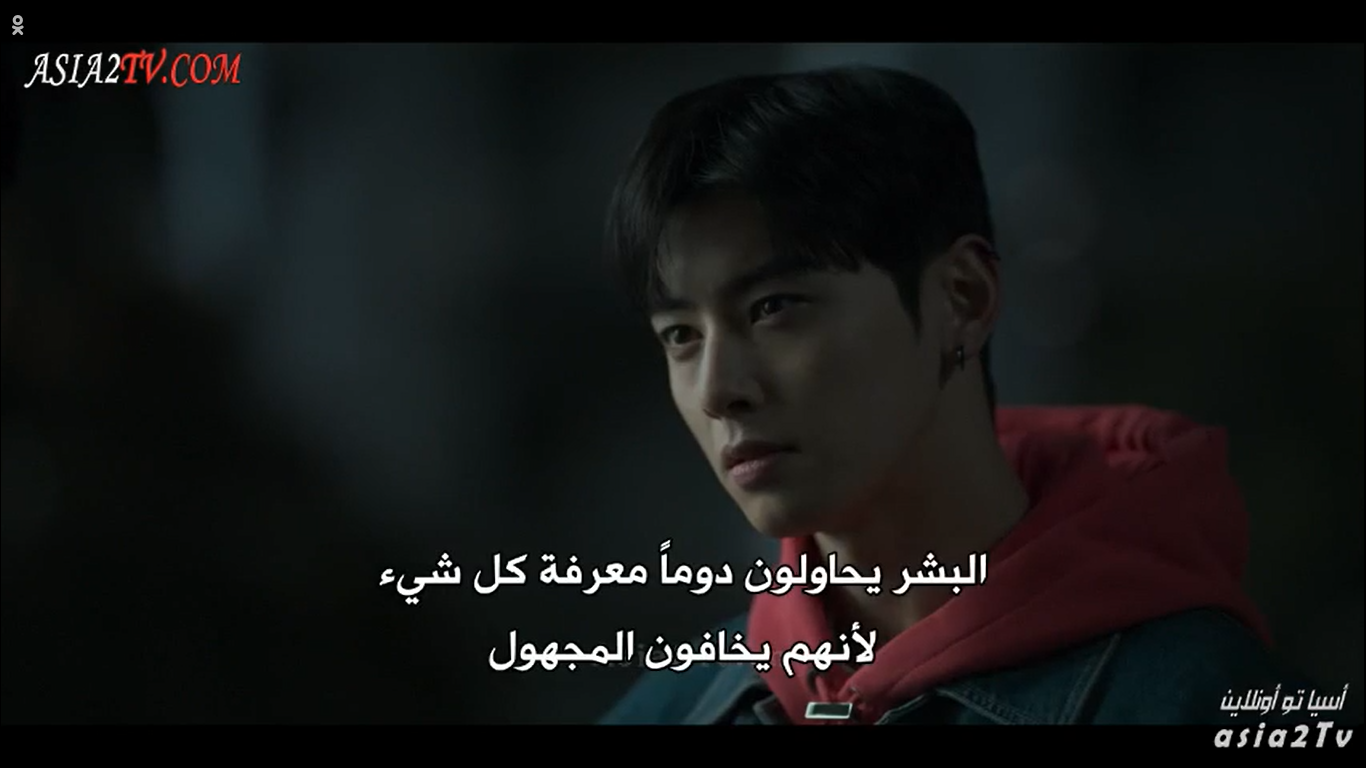 ASIA2TV.COM
البشر يحاولون دوماً معرفة كل شيء
لأنهم يخافون المجهول
أسيا تو أونلاين
asia2Tv